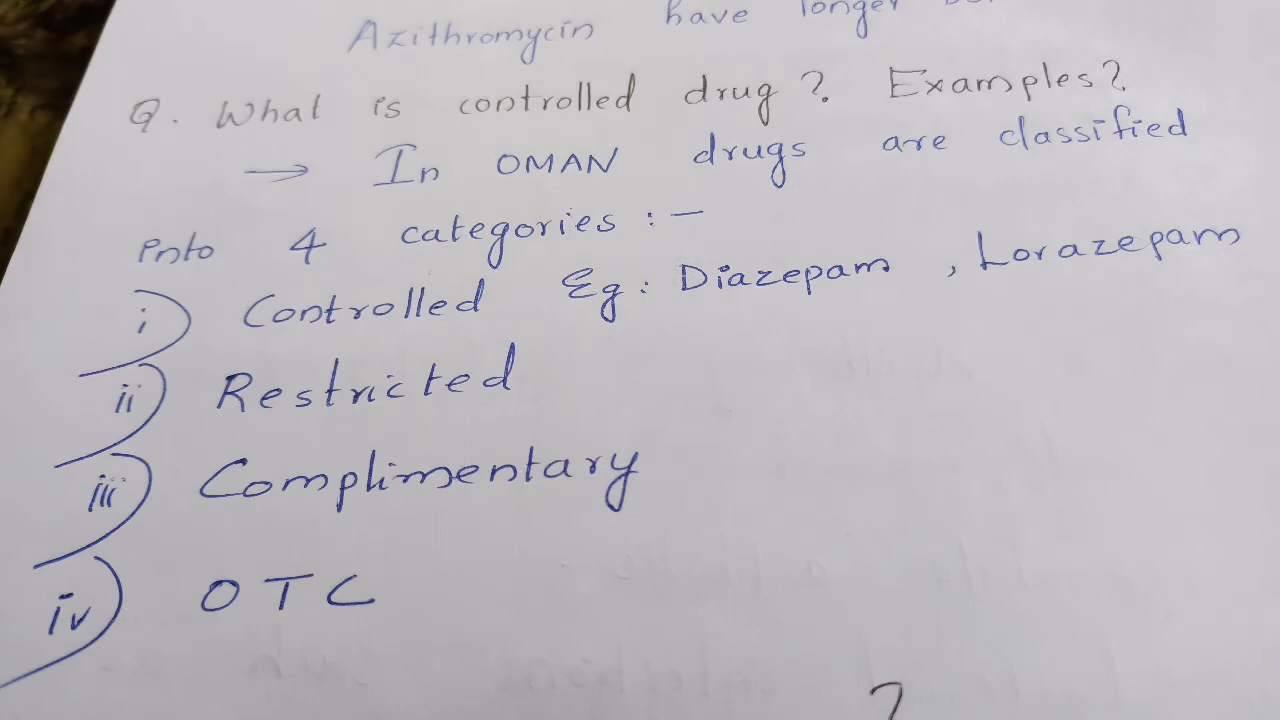 Azithromycin have longer
Q. What is controlled drug? Examples?
→ In OMAN drugs are classified
into 4 categories :-
i) Controlled Eg: Diazepam, Lorazepam
ii) Restricted
iii) Complimentary
iv) OTC
?